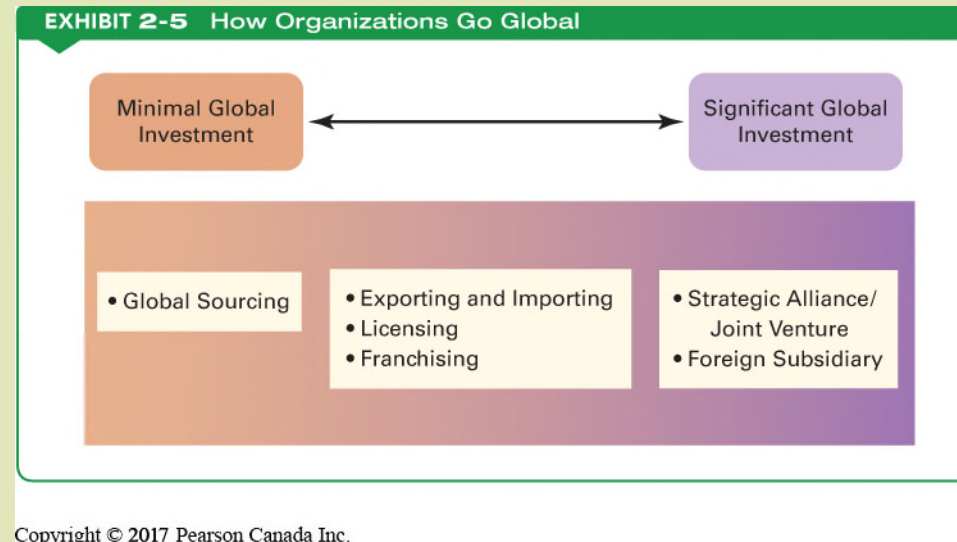 EXHIBIT 2-5 How Organizations Go Global
Minimal Global
Investment
Significant Global
Investment
• Global Sourcing
• Exporting and Importing
• Licensing
• Franchising
• Strategic Alliance/
Joint Venture
• Foreign Subsidiary
Copyright © 2017 Pearson Canada Inc.